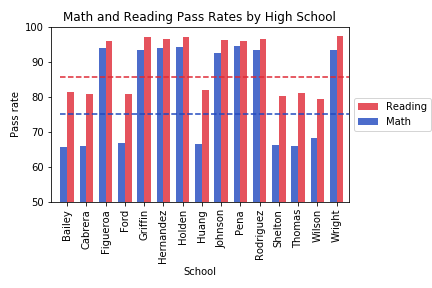 Math and Reading Pass Rates by High School
Pass rate
100
90
80
70
60
50
Reading
Math
Bailey
Cabrera
Figueroa
Ford
Griffin
Hernandez
Holden
Huang
Johnson
Pena
Rodriguez
Shelton
Thomas
Wilson
Wright
School